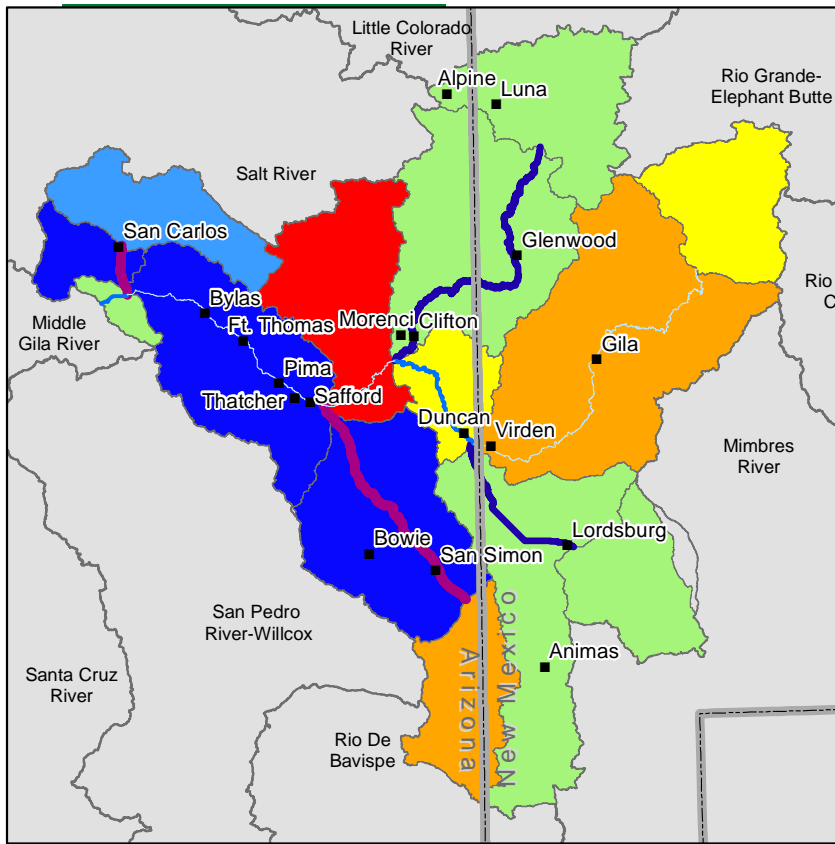 Little Colorado
River
Alpine
Luna
Rio Grande-
Elephant Butte
Salt River
San Carlos
Glenwood
Rio
C
Bylas
Middle
Gila River
Ft. Thomas
Morenci
Clifton
Gila
Pima
Thatcher
Safford
Duncan
Virden
Mimbres
River
Bowie
San Simon
Lordsburg
San Pedro
River-Willcox
Santa Cruz
River
Arizona
New Mexico
Animas
Rio De
Bavispe